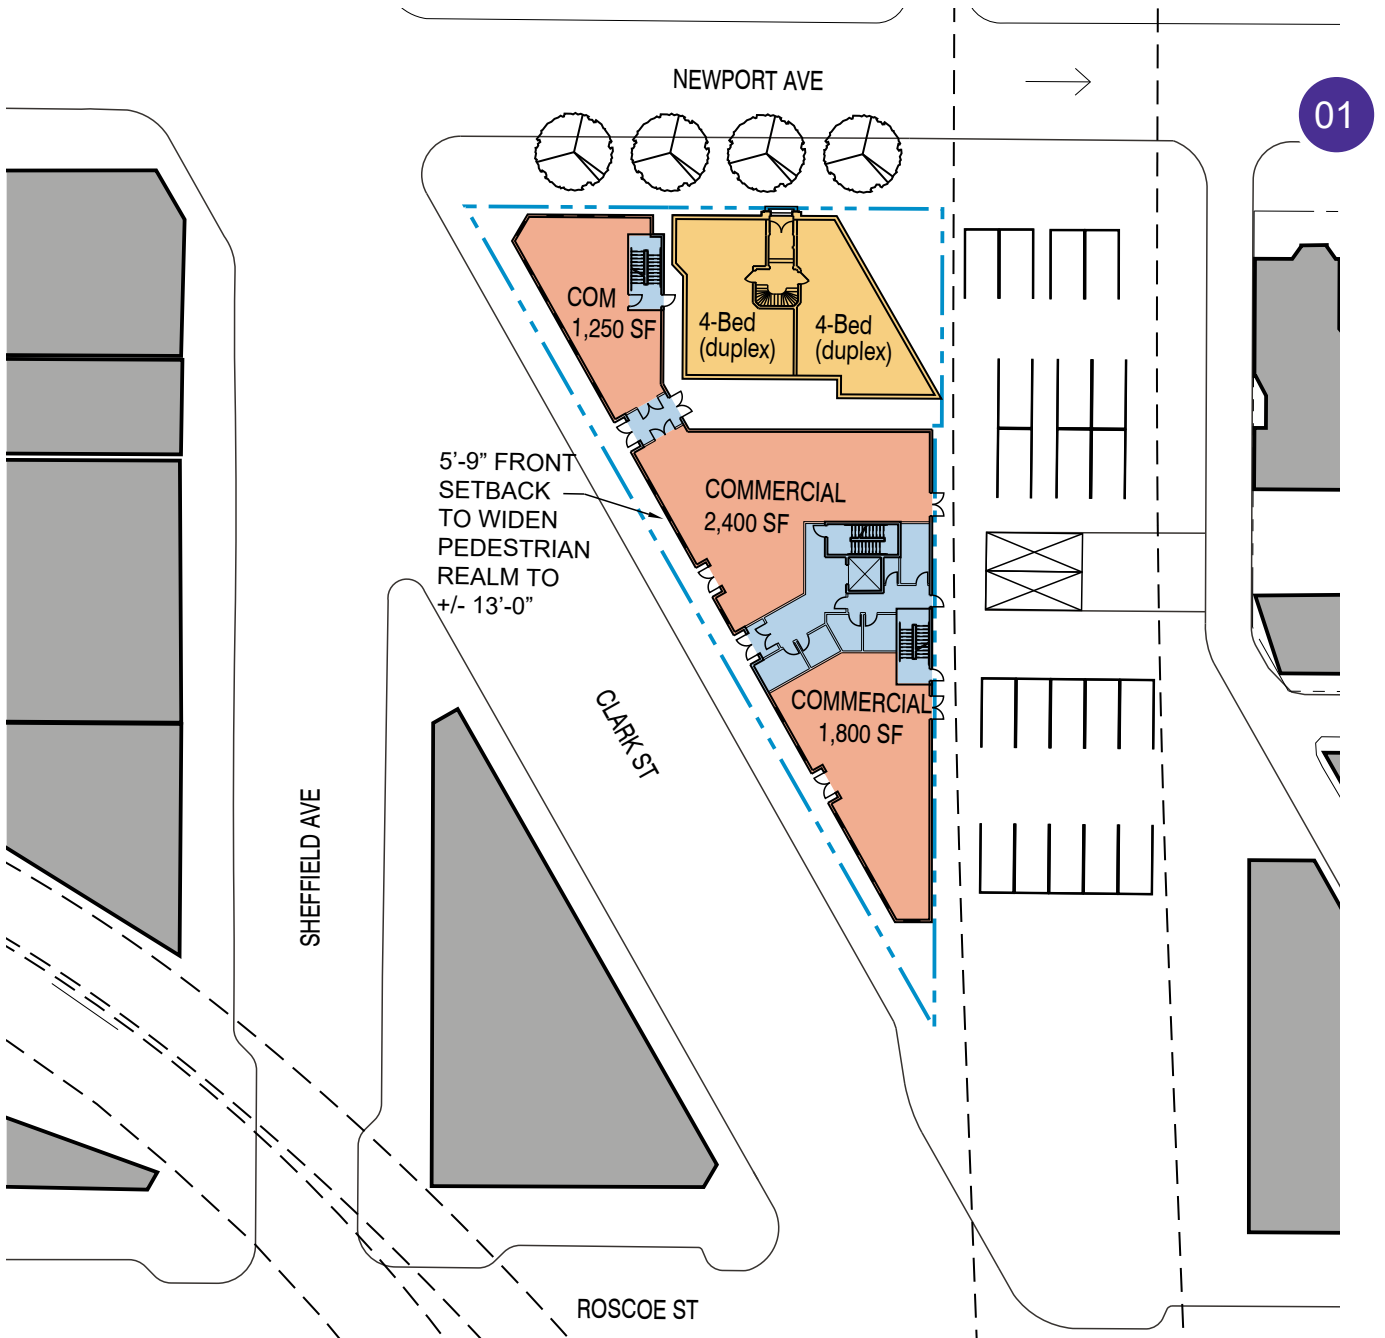 NEWPORT AVE
01
COM
1,250 SF
4-Bed
(duplex)
4-Bed
(duplex)
5'-9” FRONT
SETBACK
TO WIDEN
PEDESTRIAN
REALM TO
+/- 13'-0”
COMMERCIAL
2,400 SF
COMMERCIAL
1,800 SF
CLARK ST
SHEFFIELD AVE
ROSCOE ST